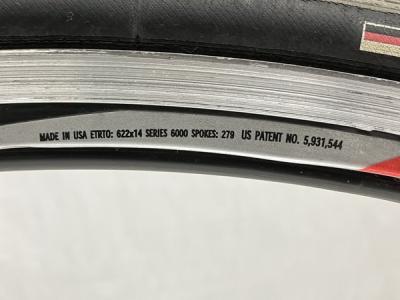 MADE IN USA ETRTO: 622x14 SERIES 6000 SPOKES: 279 US PATENT NO. 5,931,544